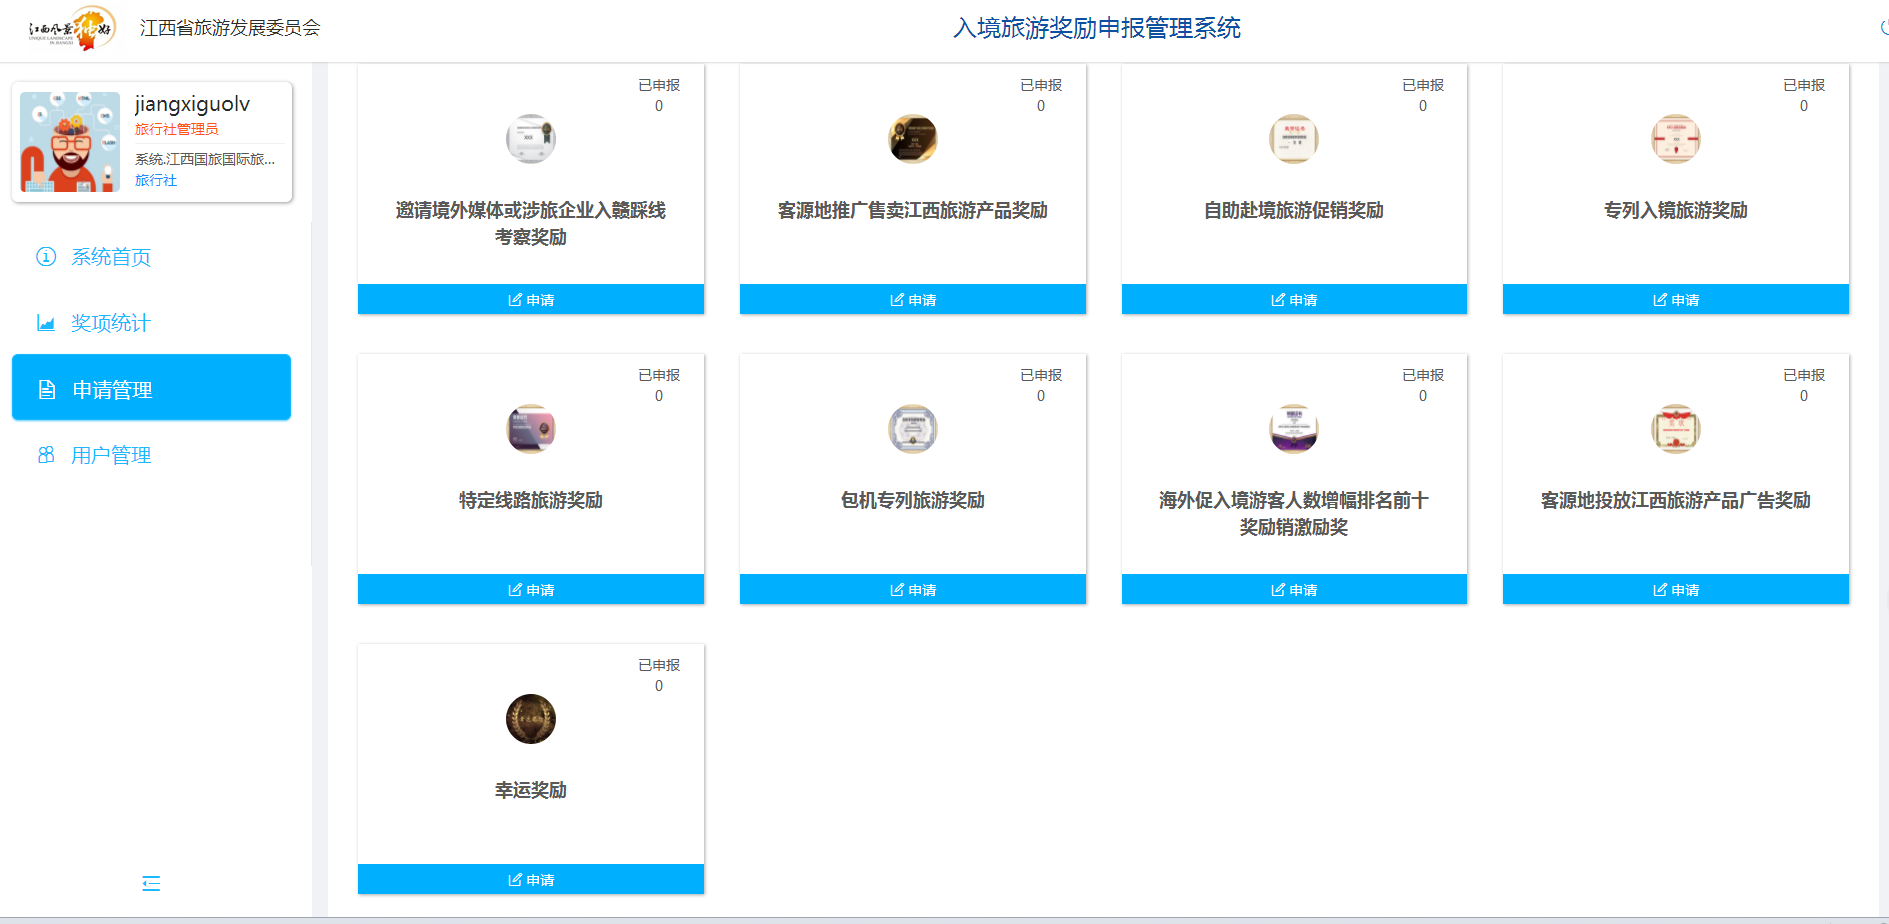 江西风景独好
UNIQUE LANDSCAPE
IN JIANGXI
江西省旅游发展委员会
入境旅游奖励申报管理系统
jiangxiguolv
旅行社管理员
系统.江西国旅国际旅...
旅行社
系统首页
奖项统计
申请管理
用户管理
已申报
0
邀请境外媒体或涉旅企业入赣踩线
考察奖励
申请
已申报
0
客源地推广售卖江西旅游产品奖励
申请
已申报
0
自助赴境旅游促销奖励
申请
已申报
0
专列入镜旅游奖励
申请
已申报
0
特定线路旅游奖励
申请
已申报
0
包机专列旅游奖励
申请
已申报
0
海外促入境游客人数增幅排名前十
奖励销激励奖
申请
已申报
0
客源地投放江西旅游产品广告奖励
申请
已申报
0
幸运奖励
申请